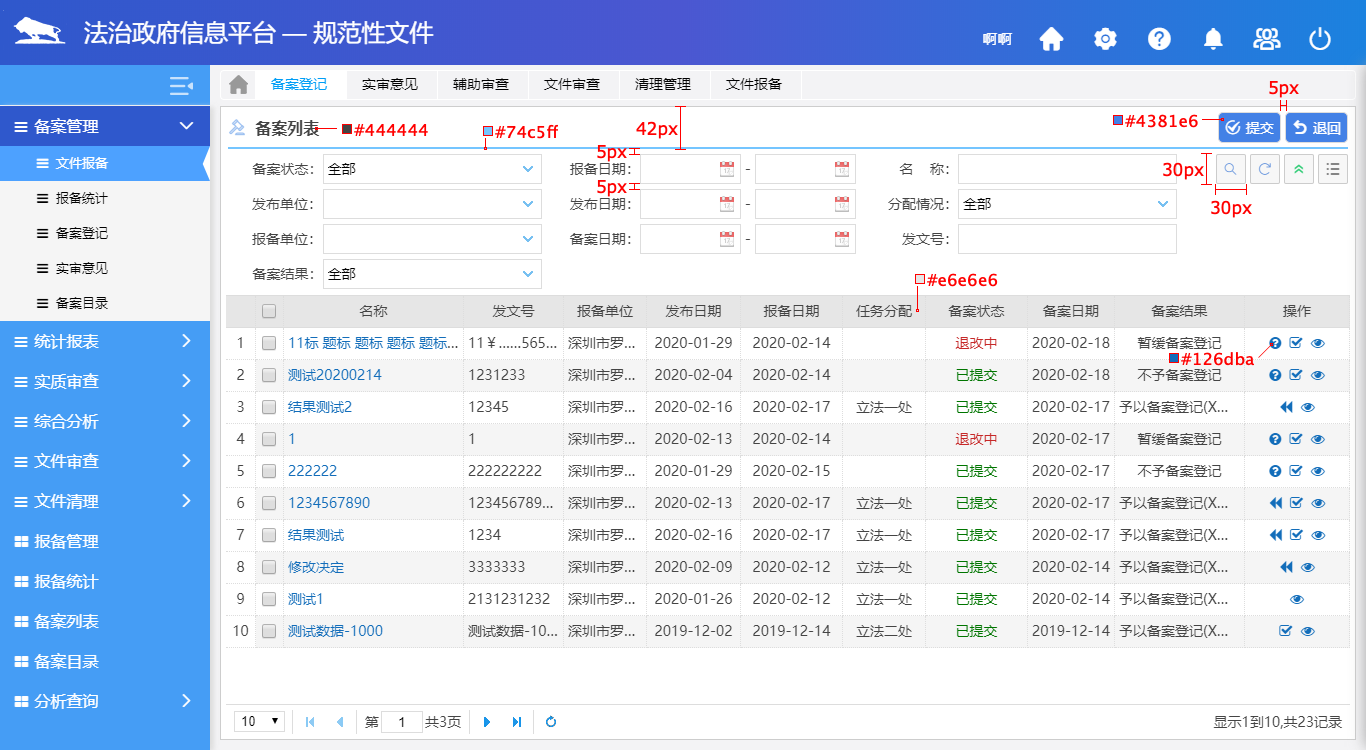 法治政府信息平台 — 规范性文件
啊啊
备案登记 实审意见 辅助审查 文件审查 清理管理 文件报备
备案管理
文件报备
报备统计
备案登记
实审意见
备案目录
统计报表
实质审查
综合分析
文件审查
文件清理
报备管理
报备统计
备案列表
备案目录
分析查询
5px
备案列表 #444444 #74c5ff 42px #4381e6 提交 退回
5px
备案状态: 全部 报备日期: - 名 称: 30px
5px
发布单位: 发布日期: - 分配情况: 全部 30px
报备单位: 备案日期: - 发文号:
备案结果: 全部 #e6e6e6
名称 发文号 报备单位 发布日期 报备日期 任务分配 备案状态 备案日期 备案结果 操作
1 11标 题标 题标 题标 题标... 11￥......565... 深圳市罗... 2020-01-29 2020-02-14 退改中 2020-02-18 暂缓备案登记
#126dba
2 测试20200214 1231233 深圳市罗... 2020-02-04 2020-02-14 已提交 2020-02-18 不予备案登记
3 结果测试2 12345 深圳市罗... 2020-02-16 2020-02-17 立法一处 已提交 2020-02-17 予以备案登记(X...
4 1 1 深圳市罗... 2020-02-13 2020-02-14 退改中 2020-02-17 暂缓备案登记
5 222222 222222222 深圳市罗... 2020-01-29 2020-02-15 已提交 2020-02-17 不予备案登记
6 1234567890 123456789... 深圳市罗... 2020-02-13 2020-02-17 立法一处 已提交 2020-02-17 予以备案登记(X...
7 结果测试 1234 深圳市罗... 2020-02-16 2020-02-17 立法一处 已提交 2020-02-17 予以备案登记(X...
8 修改决定 3333333 深圳市罗... 2020-02-09 2020-02-12 立法一处 已提交 2020-02-14 予以备案登记(X...
9 测试1 2131231232 深圳市罗... 2020-01-26 2020-02-12 立法一处 已提交 2020-02-14 予以备案登记(X...
10 测试数据-1000 测试数据-10... 深圳市罗... 2019-12-02 2019-12-14 立法二处 已提交 2019-12-14 予以备案登记(X...
10 第 1 共3页 显示1到10,共23记录